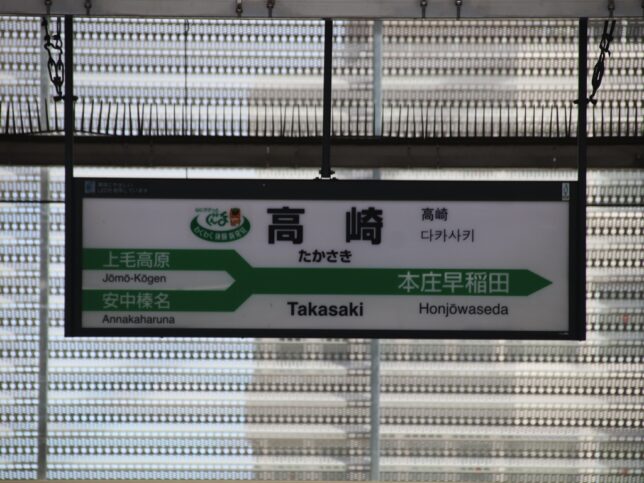 高崎
たかさき
Takasaki
高崎
다카사키
上毛高原
Jōmō-Kōgen
安中榛名
Annakaharuna
本庄早稲田
Honjōwaseda